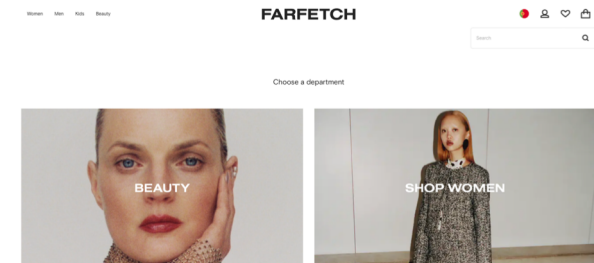 Women Men Kids Beauty FARFETCH
Search
Choose a department
BEAUTY SHOP WOMEN